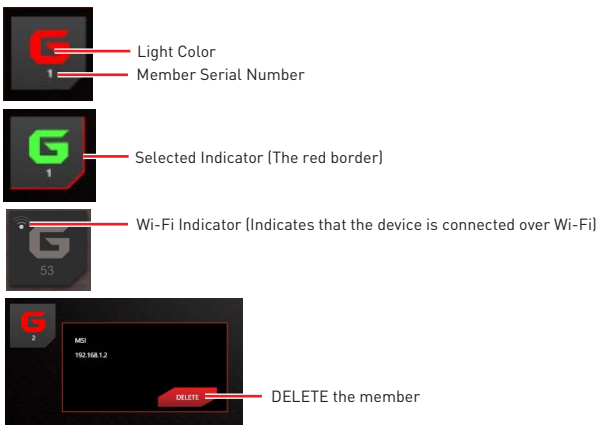 G
1
Light Color
Member Serial Number
G
1
Selected Indicator (The red border)
G
53
Wi-Fi Indicator (Indicates that the device is connected over Wi-Fi)
G
2
MSI
192.168.1.2
DELETE
DELETE the member